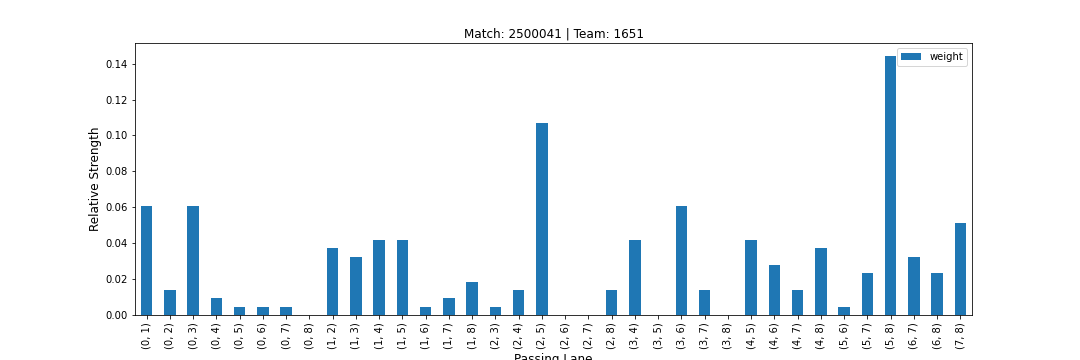 Match: 2500041 | Team: 1651
weight
Relative Strength
0.14
0.12
0.10
0.08
0.06
0.04
0.02
0.00
(0, 1) (0, 2) (0, 3) (0, 4) (0, 5) (0, 6) (0, 7) (0, 8) (1, 2) (1, 3) (1, 4) (1, 5) (1, 6) (1, 7) (1, 8) (2, 3) (2, 4) (2, 5) (2, 6) (2, 7) (2, 8) (3, 4) (3, 5) (3, 6) (3, 7) (3, 8) (4, 5) (4, 6) (4, 7) (4, 8) (5, 6) (5, 7) (5, 8) (6, 7) (6, 8) (7, 8)
Passing Lane